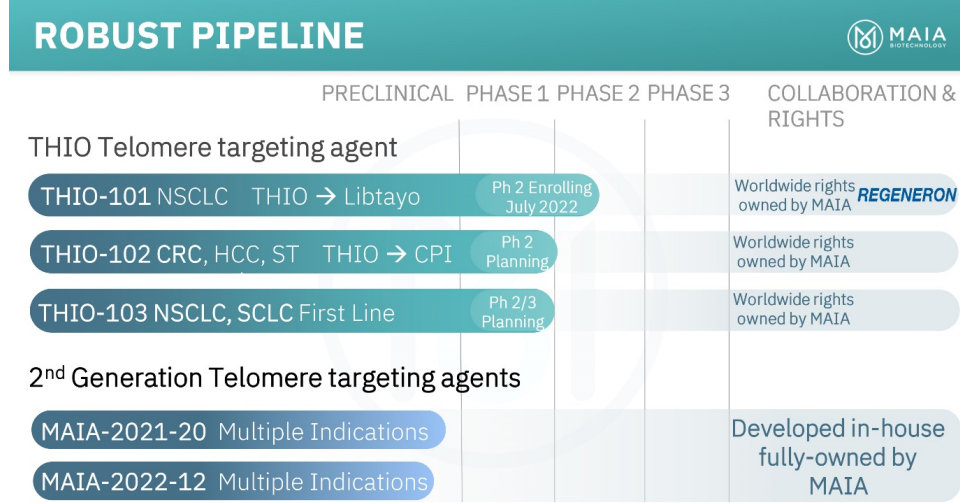 ROBUST PIPELINE
MAIA
BIOTECHNOLOGY
PRECLINICAL PHASE 1 PHASE 2 PHASE 3 COLLABORATION &
RIGHTS
THIO Telomere targeting agent
THIO-101 NSCLC THIO → Libtayo
Ph 2 Enrolling
July 2022
Worldwide rights
owned by MAIA
REGENERON
THIO-102 CRC, HCC, ST THIO → CPI
Ph 2
Planning
Worldwide rights
owned by MAIA
THIO-103 NSCLC, SCLC First Line
Ph 2/3
Planning
Worldwide rights
owned by MAIA
2nd Generation Telomere targeting agents
MAIA-2021-20 Multiple Indications
MAIA-2022-12 Multiple Indications
Developed in-house
fully-owned by
MAIA